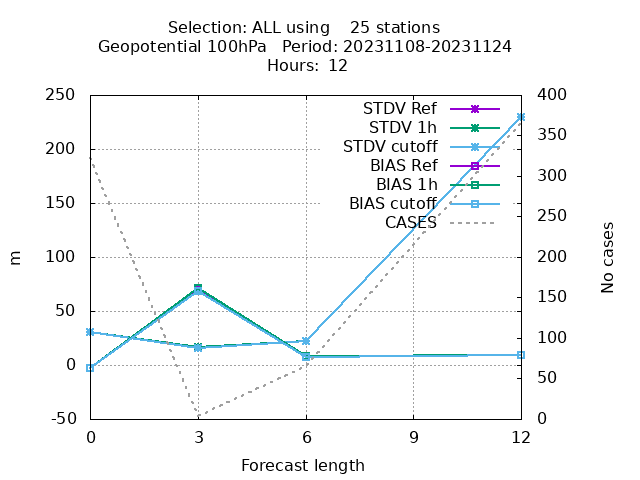 Selection: ALL using    25 stations
Geopotential 100hPa   Period: 20231108-20231124
Hours:  12
250
200
150
100
50
0
-50
400
350
300
250
200
150
100
50
0
STDV Ref
STDV 1h
STDV cutoff
BIAS Ref
BIAS 1h
BIAS cutoff
CASES
m
No cases
0
3
6
9
12
Forecast length